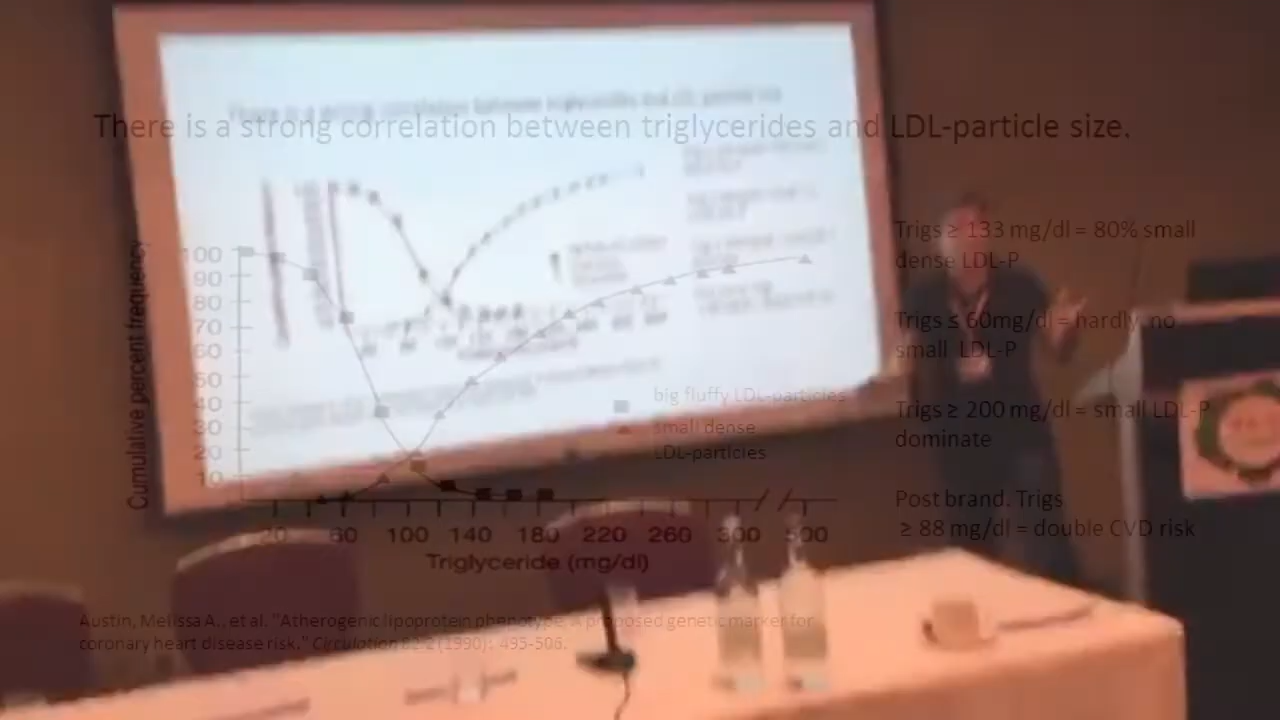 There is a strong correlation between triglycerides and LDL-particle size.
Trigs ≥ 133 mg/dl = 80% small
dense LDL-P
Trigs ≤ 60mg/dl = hardly no
small LDL-P
Trigs ≥ 200 mg/dl = small LDL-P
dominate
Post brand. Trigs
≥ 88 mg/dl = double CVD risk
Cumulative percent frequency
100
90
80
70
60
50
40
30
20
10
big fluffy LDL-particles
small dense
LDL-particles
20 60 100 140 180 220 260 300 500
Triglyceride (mg/dl)
Austin, Melissa A., et al. "Atherogenic lipoprotein phenotype. A proposed genetic marker for
coronary heart disease risk." Circulation 82.2 (1990): 495-506.